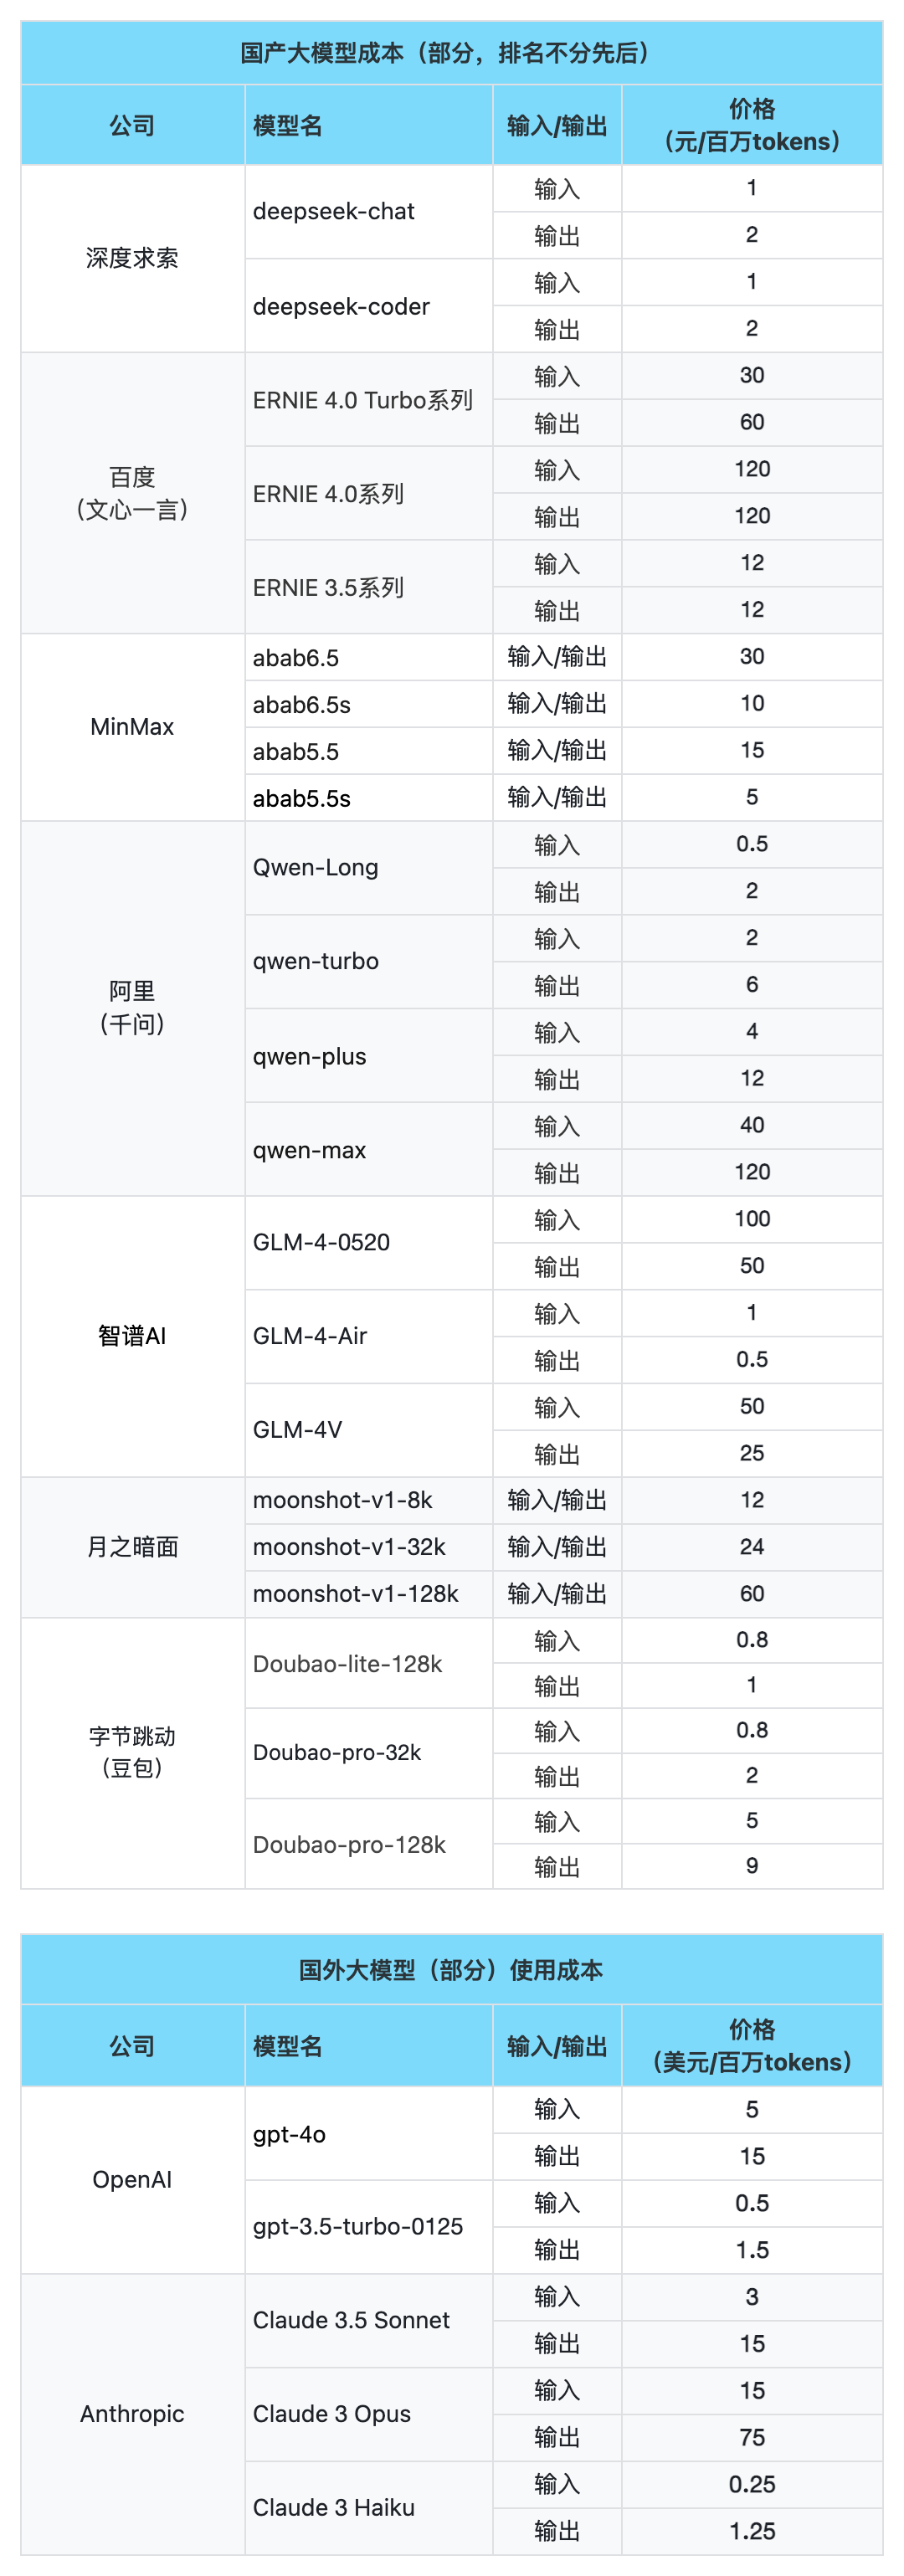 国产大模型成本（部分，排名不分先后）
公司 模型名 输入/输出 价格
（元/百万tokens）
深度求索
deepseek-chat
输入 1
输出 2
deepseek-coder
输入 1
输出 2
百度
（文心一言）
ERNIE 4.0 Turbo系列
输入 30
输出 60
ERNIE 4.0系列
输入 120
输出 120
ERNIE 3.5系列
输入 12
输出 12
MinMax
abab6.5 输入/输出 30
abab6.5s 输入/输出 10
abab5.5 输入/输出 15
abab5.5s 输入/输出 5
阿里
（千问）
Qwen-Long
输入 0.5
输出 2
qwen-turbo
输入 2
输出 6
qwen-plus
输入 4
输出 12
qwen-max
输入 40
输出 120
智谱AI
GLM-4-0520
输入 100
输出 50
GLM-4-Air
输入 1
输出 0.5
GLM-4V
输入 50
输出 25
月之暗面
moonshot-v1-8k 输入/输出 12
moonshot-v1-32k 输入/输出 24
moonshot-v1-128k 输入/输出 60
字节跳动
（豆包）
Doubao-lite-128k
输入 0.8
输出 1
Doubao-pro-32k
输入 0.8
输出 2
Doubao-pro-128k
输入 5
输出 9
国外大模型（部分）使用成本
公司 模型名 输入/输出 价格
（美元/百万tokens）
OpenAI
gpt-4o
输入 5
输出 15
gpt-3.5-turbo-0125
输入 0.5
输出 1.5
Anthropic
Claude 3.5 Sonnet
输入 3
输出 15
Claude 3 Opus
输入 15
输出 75
Claude 3 Haiku
输入 0.25
输出 1.25